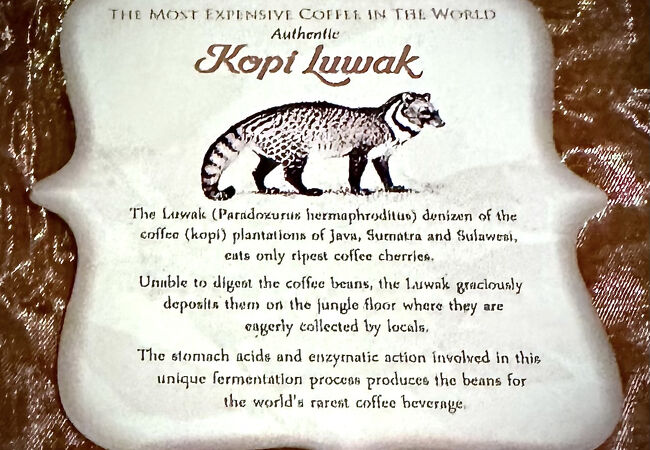 THE MOST EXPENSIVE COFFEE IN THE WORLD
Authentic
Kopi Luwak
The Luwak (Paradoxurus hermaphroditus) denizen of the
coffee (kopi) plantations of Java, Sumatra and Sulawesi,
eats only ripest coffee cherries.
Unable to digest the coffee beans, the Luwak graciously
deposits them on the jungle floor where they are
eagerly collected by locals.
The stomach acids and enzymatic action involved in this
unique fermentation process produces the beans for
the world's rarest coffee beverage.